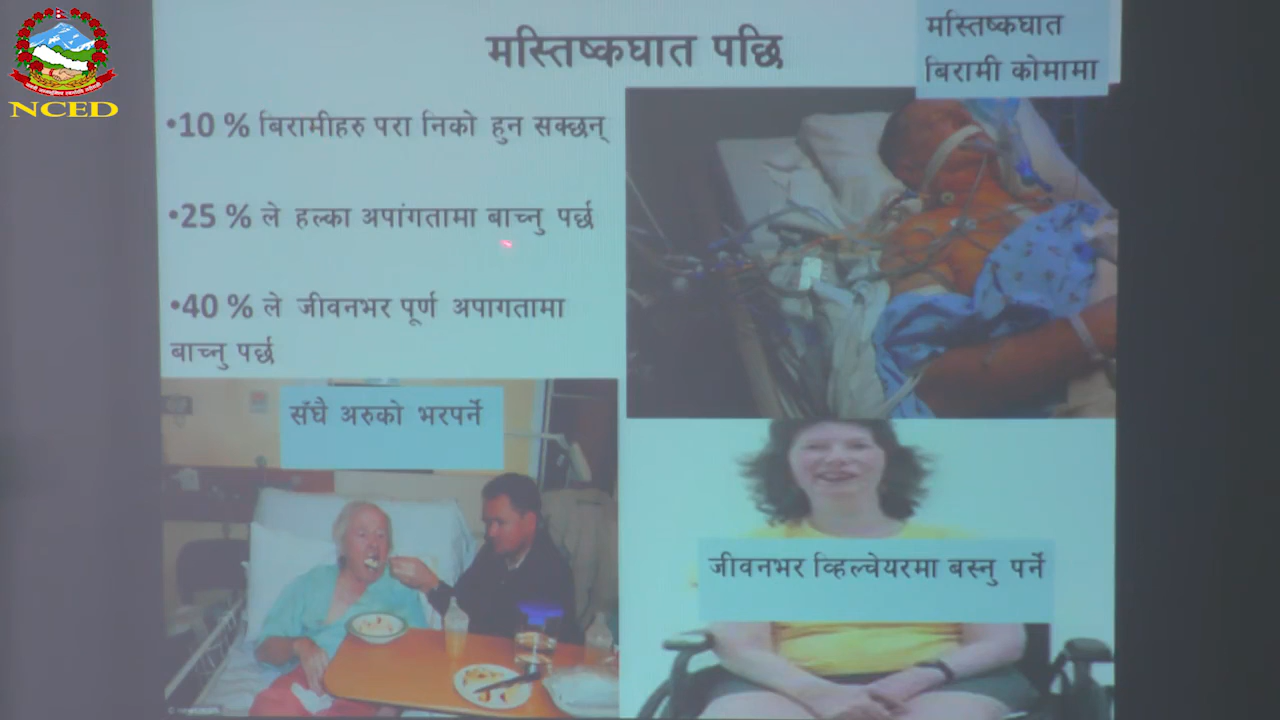 NCED
मस्तिष्कघात पछि
मस्तिष्कघात
बिरामी कोमामा
•10 % बिरामीहरु पुरा निको हुन सक्छन्
•25 % ले हल्का अपांगतामा बाच्नु पर्छ
•40 % ले जीवनभर पूर्ण अपागतामा
बाच्नु पर्छ
सँघै अरुको भरपर्ने
जीवनभर व्हिल्चेयरमा बस्नु पर्ने